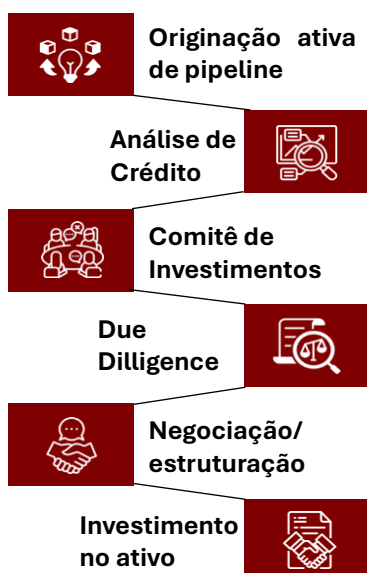 Originação ativa
de pipeline
Análise de
Crédito
Comitê de
Investimentos
Due
Dilligence
Negociação/
estruturação
Investimento
no ativo